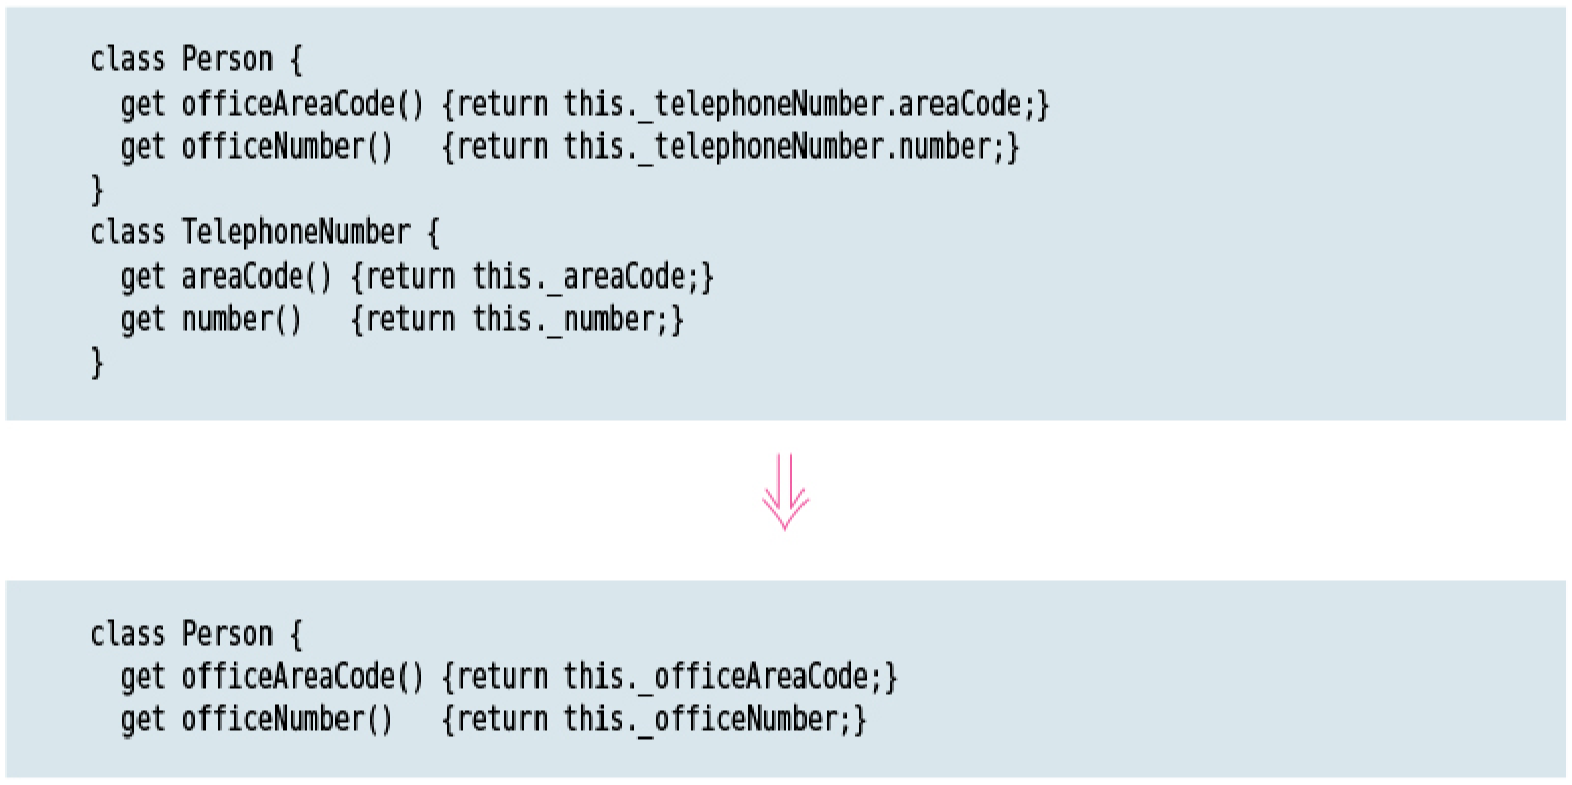 class Person {
  get officeAreaCode() {return this._telephoneNumber.areaCode;}
  get officeNumber()   {return this._telephoneNumber.number;}
}
class TelephoneNumber {
  get areaCode() {return this._areaCode;}
  get number()   {return this._number;}
}
class Person {
  get officeAreaCode() {return this._officeAreaCode;}
  get officeNumber()   {return this._officeNumber;}